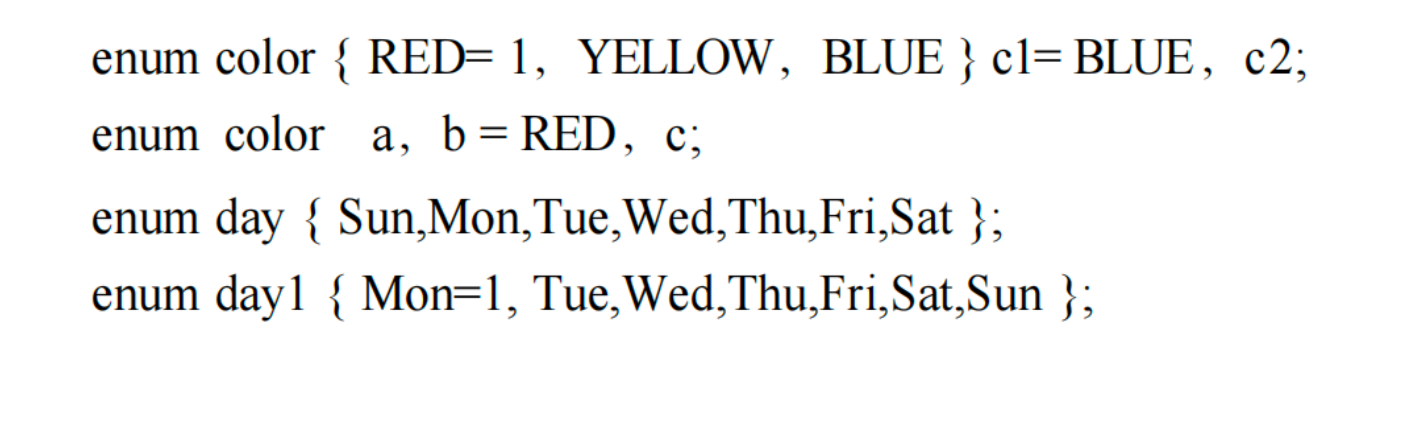 enum color { RED= 1, YELLOW, BLUE } c1= BLUE, c2;
enum color a, b = RED, c;
enum day { Sun,Mon,Tue,Wed,Thu,Fri,Sat };
enum day1 { Mon=1, Tue,Wed,Thu,Fri,Sat,Sun };